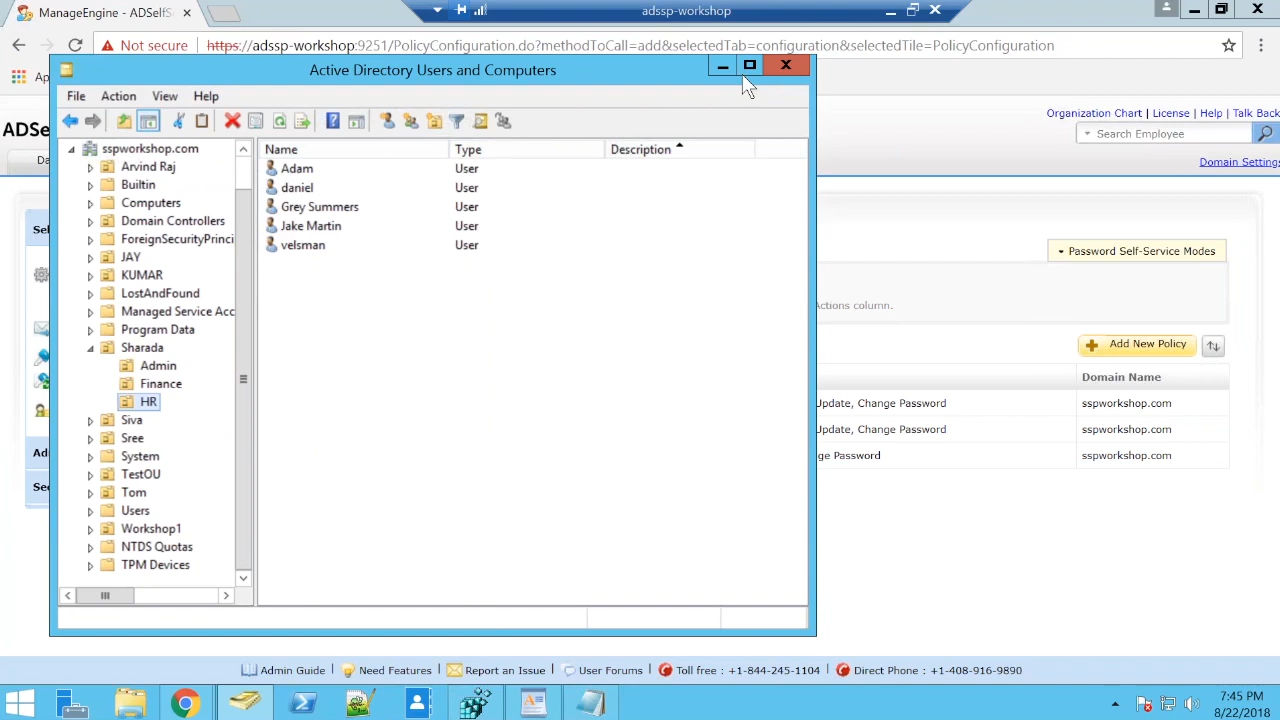 ManageEngine - ADSelfS
adssp-workshop
Not secure
https://adssp-workshop:9251/PolicyConfiguration.do?methodToCall=add&selectedTab=configuration&selectedTile=PolicyConfiguration
Ap
Active Directory Users and Computers
File Action View Help
Organization Chart | License | Help | Talk Back
ADSe
Search Employee
Da
Domain Settings
sspworkshop.com
Arvind Raj
Builtin
Computers
Domain Controllers
ForeignSecurityPrinci
JAY
KUMAR
LostAndFound
Managed Service Acc
Program Data
Sharada
Admin
Finance
HR
Siva
Sree
System
TestOU
Tom
Users
Workshop1
NTDS Quotas
TPM Devices
Name Type Description
Adam User
daniel User
Grey Summers User
Jake Martin User
velsman User
Sel
Ad
Sec
Password Self-Service Modes
Actions column.
Add New Policy
Domain Name
Update, Change Password sspworkshop.com
Update, Change Password sspworkshop.com
ge Password sspworkshop.com
Admin Guide | Need Features | Report an Issue | User Forums | Toll free : +1-844-245-1104 | Direct Phone : +1-408-916-9890
7:45 PM
8/22/2018